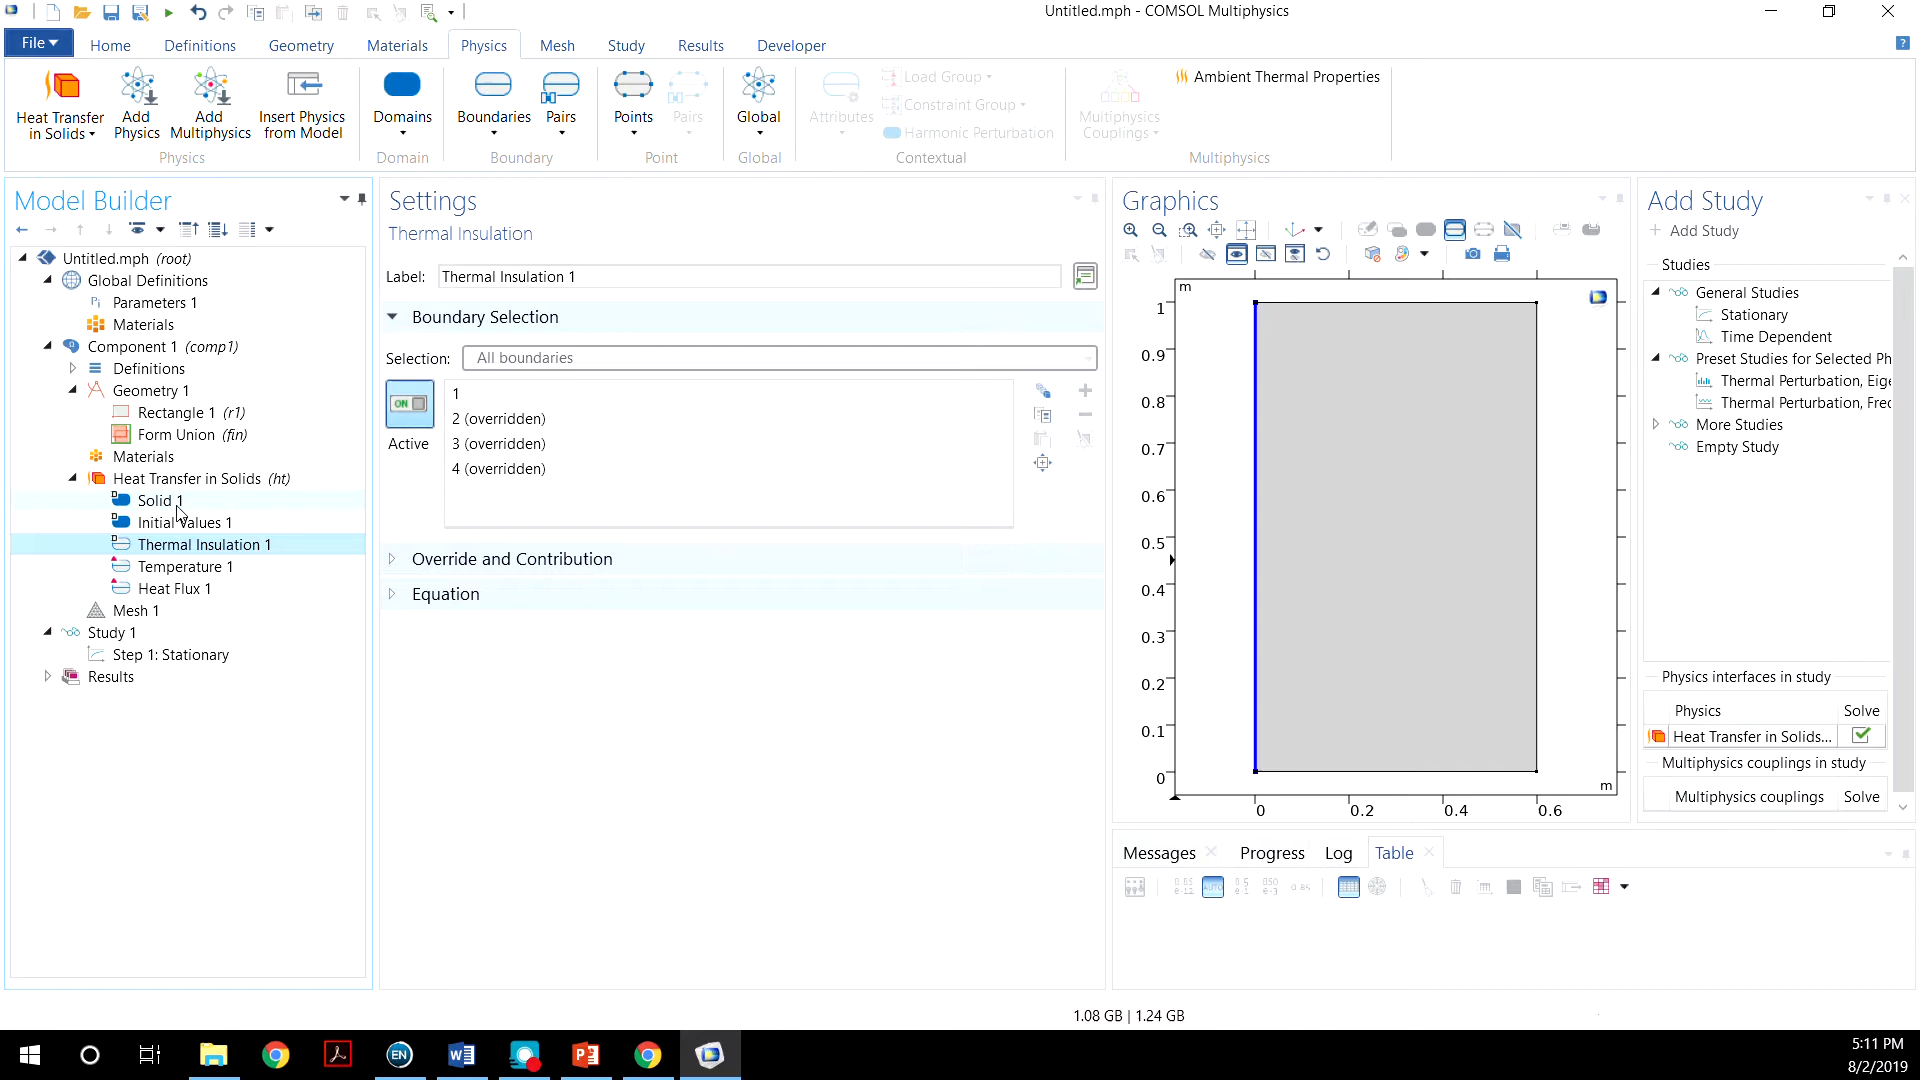 Untitled.mph - COMSOL Multiphysics
File
Home
Definitions
Geometry
Materials
Physics
Mesh
Study
Results
Developer
Heat Transfer
in Solids
Add
Physics
Add
Multiphysics
Insert Physics
from Model
Physics
Domains
Domain
Boundaries
Pairs
Boundary
Points
Pairs
Point
Global
Global
Attributes
Load Group
Constraint Group
Harmonic Perturbation
Contextual
Multiphysics
Couplings
Ambient Thermal Properties
Multiphysics
Model Builder
Untitled.mph (root)
Global Definitions
Pi Parameters 1
Materials
Component 1 (comp1)
Definitions
Geometry 1
Rectangle 1 (r1)
Form Union (fin)
Materials
Heat Transfer in Solids (ht)
Solid 1
Initial Values 1
Thermal Insulation 1
Temperature 1
Heat Flux 1
Mesh 1
Study 1
Step 1: Stationary
Results
Settings
Thermal Insulation
Label: Thermal Insulation 1
Boundary Selection
Selection: All boundaries
ON
Active
1
2 (overridden)
3 (overridden)
4 (overridden)
Override and Contribution
Equation
Graphics
m
1
0.9
0.8
0.7
0.6
0.5
0.4
0.3
0.2
0.1
0
m
0 0.2 0.4 0.6
Add Study
+ Add Study
Studies
General Studies
Stationary
Time Dependent
Preset Studies for Selected Ph
Thermal Perturbation, Eige
Thermal Perturbation, Frec
More Studies
Empty Study
Physics interfaces in study
Physics Solve
Heat Transfer in Solids...
Multiphysics couplings in study
Multiphysics couplings Solve
Messages
Progress
Log
Table
AUTO
0.85
1.08 GB | 1.24 GB
EN
5:11 PM
8/2/2019